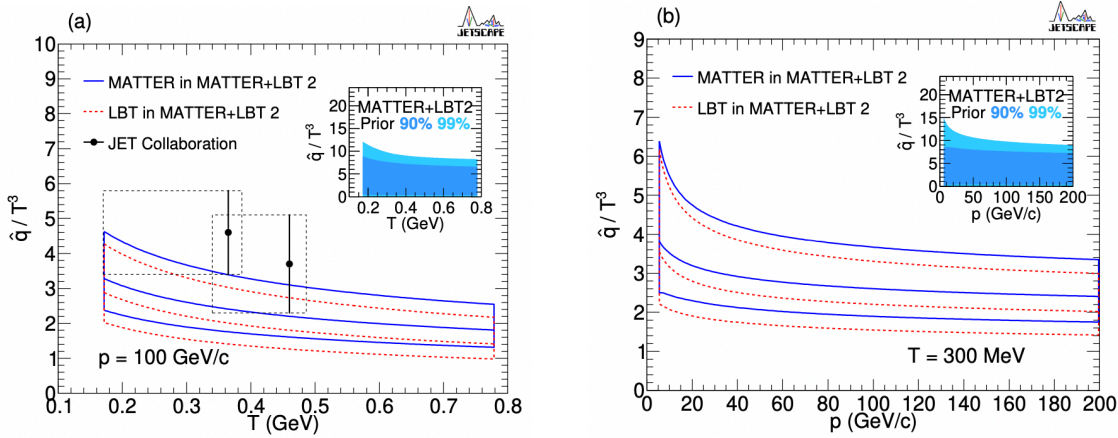 (a)
JETSCAPE
10
9
8
7
6
5
4
3
2
1
0
q̂ / T³
MATTER in MATTER+LBT 2
LBT in MATTER+LBT 2
JET Collaboration
p = 100 GeV/c
0.1 0.2 0.3 0.4 0.5 0.6 0.7 0.8
T (GeV)
MATTER+LBT2
Prior 90% 99%
20
15
10
5
0
q̂ / T³
0.2 0.4 0.6 0.8
T (GeV)
(b)
JETSCAPE
9
8
7
6
5
4
3
2
1
0
q̂ / T³
MATTER in MATTER+LBT 2
LBT in MATTER+LBT 2
T = 300 MeV
0 20 40 60 80 100 120 140 160 180 200
p (GeV/c)
MATTER+LBT2
Prior 90% 99%
20
15
10
5
0
q̂ / T³
0 50 100 150 200
p (GeV/c)